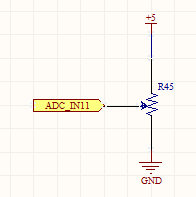 +5
R45
ADC_IN11
GND